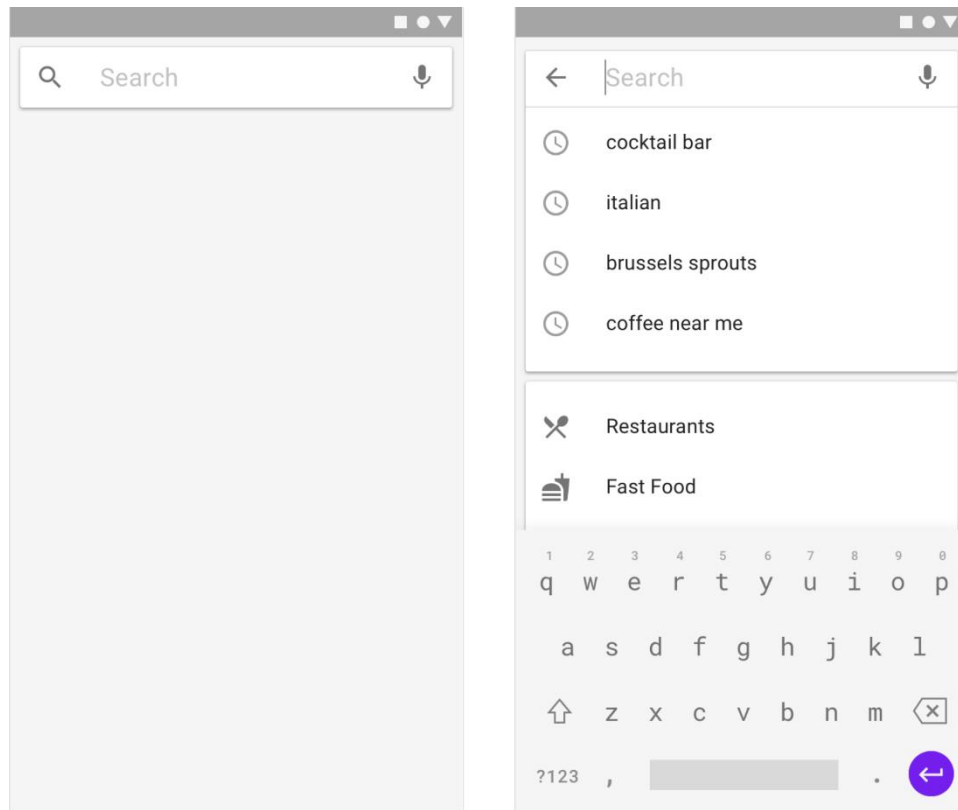 Search
Search
cocktail bar
italian
brussels sprouts
coffee near me
Restaurants
Fast Food
1 2 3 4 5 6 7 8 9 0
q w e r t y u i o p
a s d f g h j k l
z x c v b n m
?123 , .